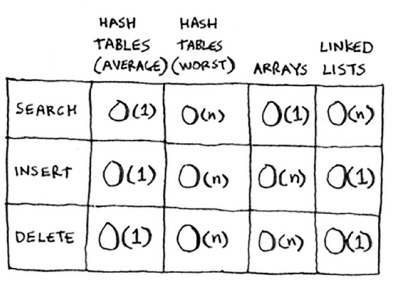 HASH TABLES (AVERAGE) HASH TABLES (WORST) ARRAYS LINKED LISTS
SEARCH O(1) O(n) O(1) O(n)
INSERT O(1) O(n) O(n) O(1)
DELETE O(1) O(n) O(n) O(1)